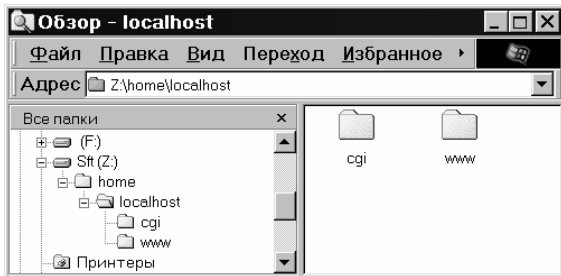 Обзор - localhost
Файл Правка Вид Переход Избранное
Адрес Z:\home\localhost
Все папки
(F:)
Sft (Z:)
home
localhost
cgi
www
Принтеры
cgi www